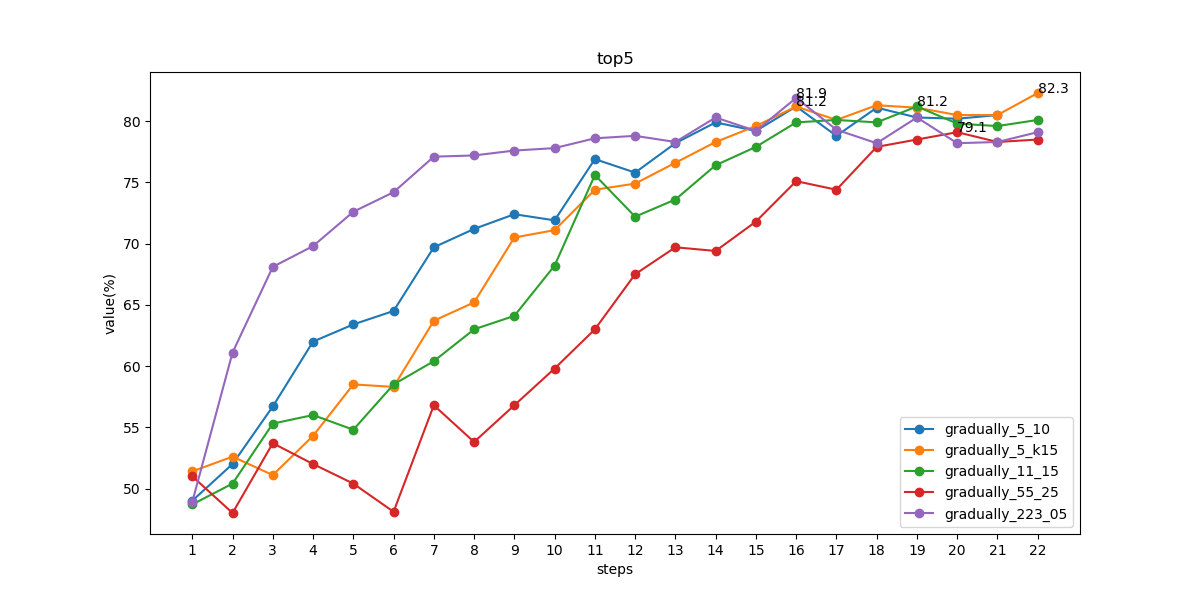 top5
81.9
81.2
81.2
79.1
82.3
value(%)
80
75
70
65
60
55
50
1 2 3 4 5 6 7 8 9 10 11 12 13 14 15 16 17 18 19 20 21 22
steps
gradually_5_10
gradually_5_k15
gradually_11_15
gradually_55_25
gradually_223_05